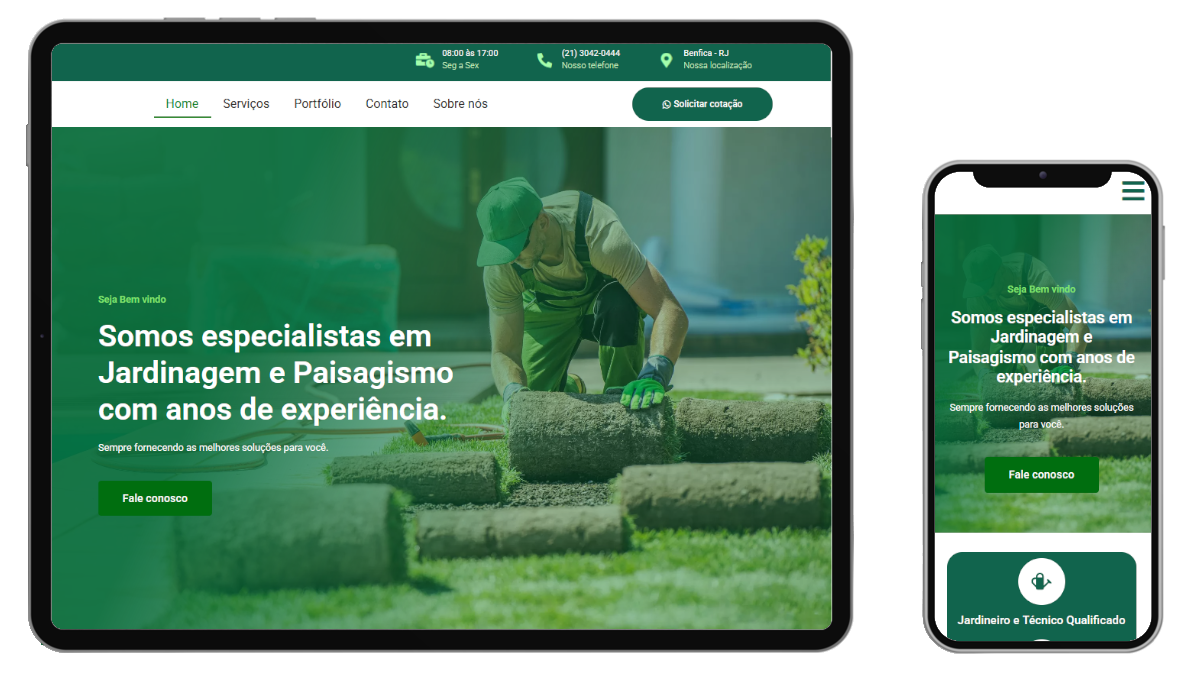 08:00 às 17:00
Seg a Sex
(21) 3042-0444
Nosso telefone
Benfica - RJ
Nossa localização
Home
Serviços
Portfólio
Contato
Sobre nós
Solicitar cotação
Seja Bem vindo
Somos especialistas em
Jardinagem e Paisagismo
com anos de experiência.
Sempre fornecendo as melhores soluções para você.
Fale conosco
Seja Bem vindo
Somos especialistas em
Jardinagem e
Paisagismo com anos de
experiência.
Sempre fornecendo as melhores soluções
para você.
Fale conosco
Jardineiro e Técnico Qualificado